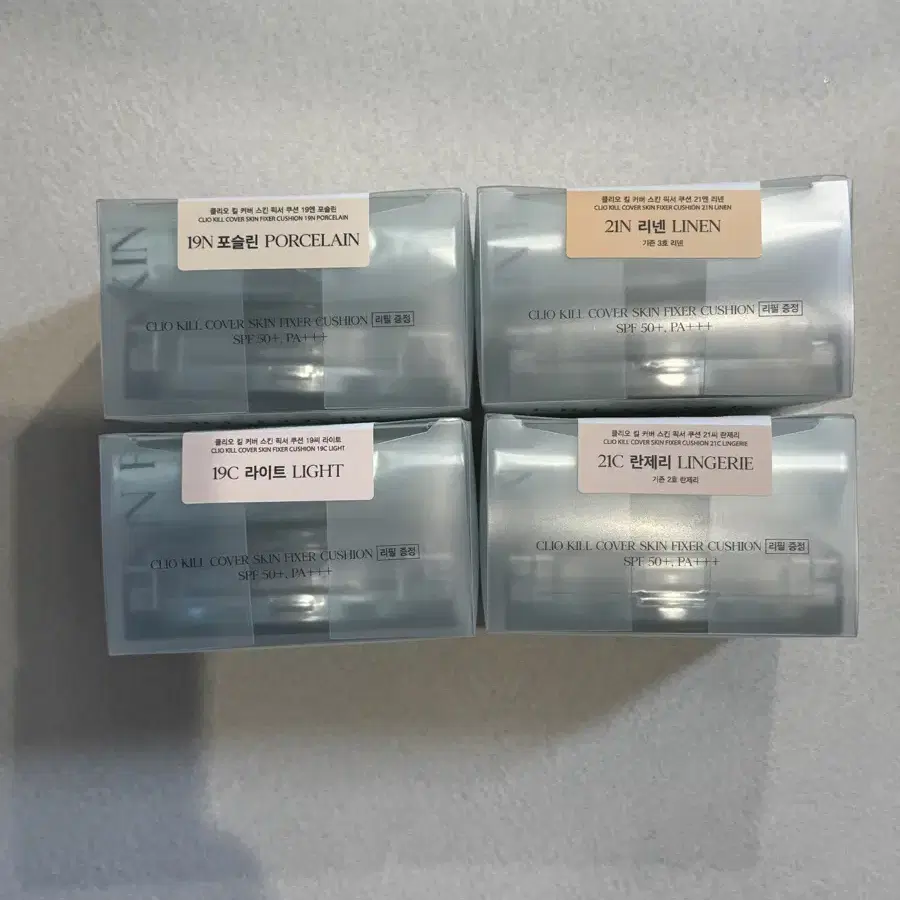 클리오 킬 커버 스킨 픽서 쿠션 19엔 포슬린
CLIO KILL COVER SKIN FIXER CUSHION 19N PORCELAIN
19N 포슬린 PORCELAIN
CLIO KILL COVER SKIN FIXER CUSHION 리필 증정
SPF 50+, PA+++
클리오 킬 커버 스킨 픽서 쿠션 21엔 리넨
CLIO KILL COVER SKIN FIXER CUSHION 21N LINEN
21N 리넨 LINEN
기존 3호 리넨
CLIO KILL COVER SKIN FIXER CUSHION 리필 증정
SPF 50+, PA+++
클리오 킬 커버 스킨 픽서 쿠션 19씨 라이트
CLIO KILL COVER SKIN FIXER CUSHION 19C LIGHT
19C 라이트 LIGHT
CLIO KILL COVER SKIN FIXER CUSHION 리필 증정
SPF 50+, PA+++
클리오 킬 커버 스킨 픽서 쿠션 21씨 란제리
CLIO KILL COVER SKIN FIXER CUSHION 21C LINGERIE
21C 란제리 LINGERIE
기존 2호 란제리
CLIO KILL COVER SKIN FIXER CUSHION 리필 증정
SPF 50+, PA+++